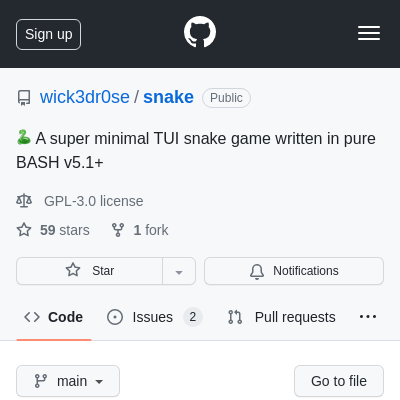 Sign up
wick3dr0se / snake Public
🐍 A super minimal TUI snake game written in pure
BASH v5.1+
GPL-3.0 license
59 stars 1 fork
Star Notifications
Code Issues 2 Pull requests
main Go to file